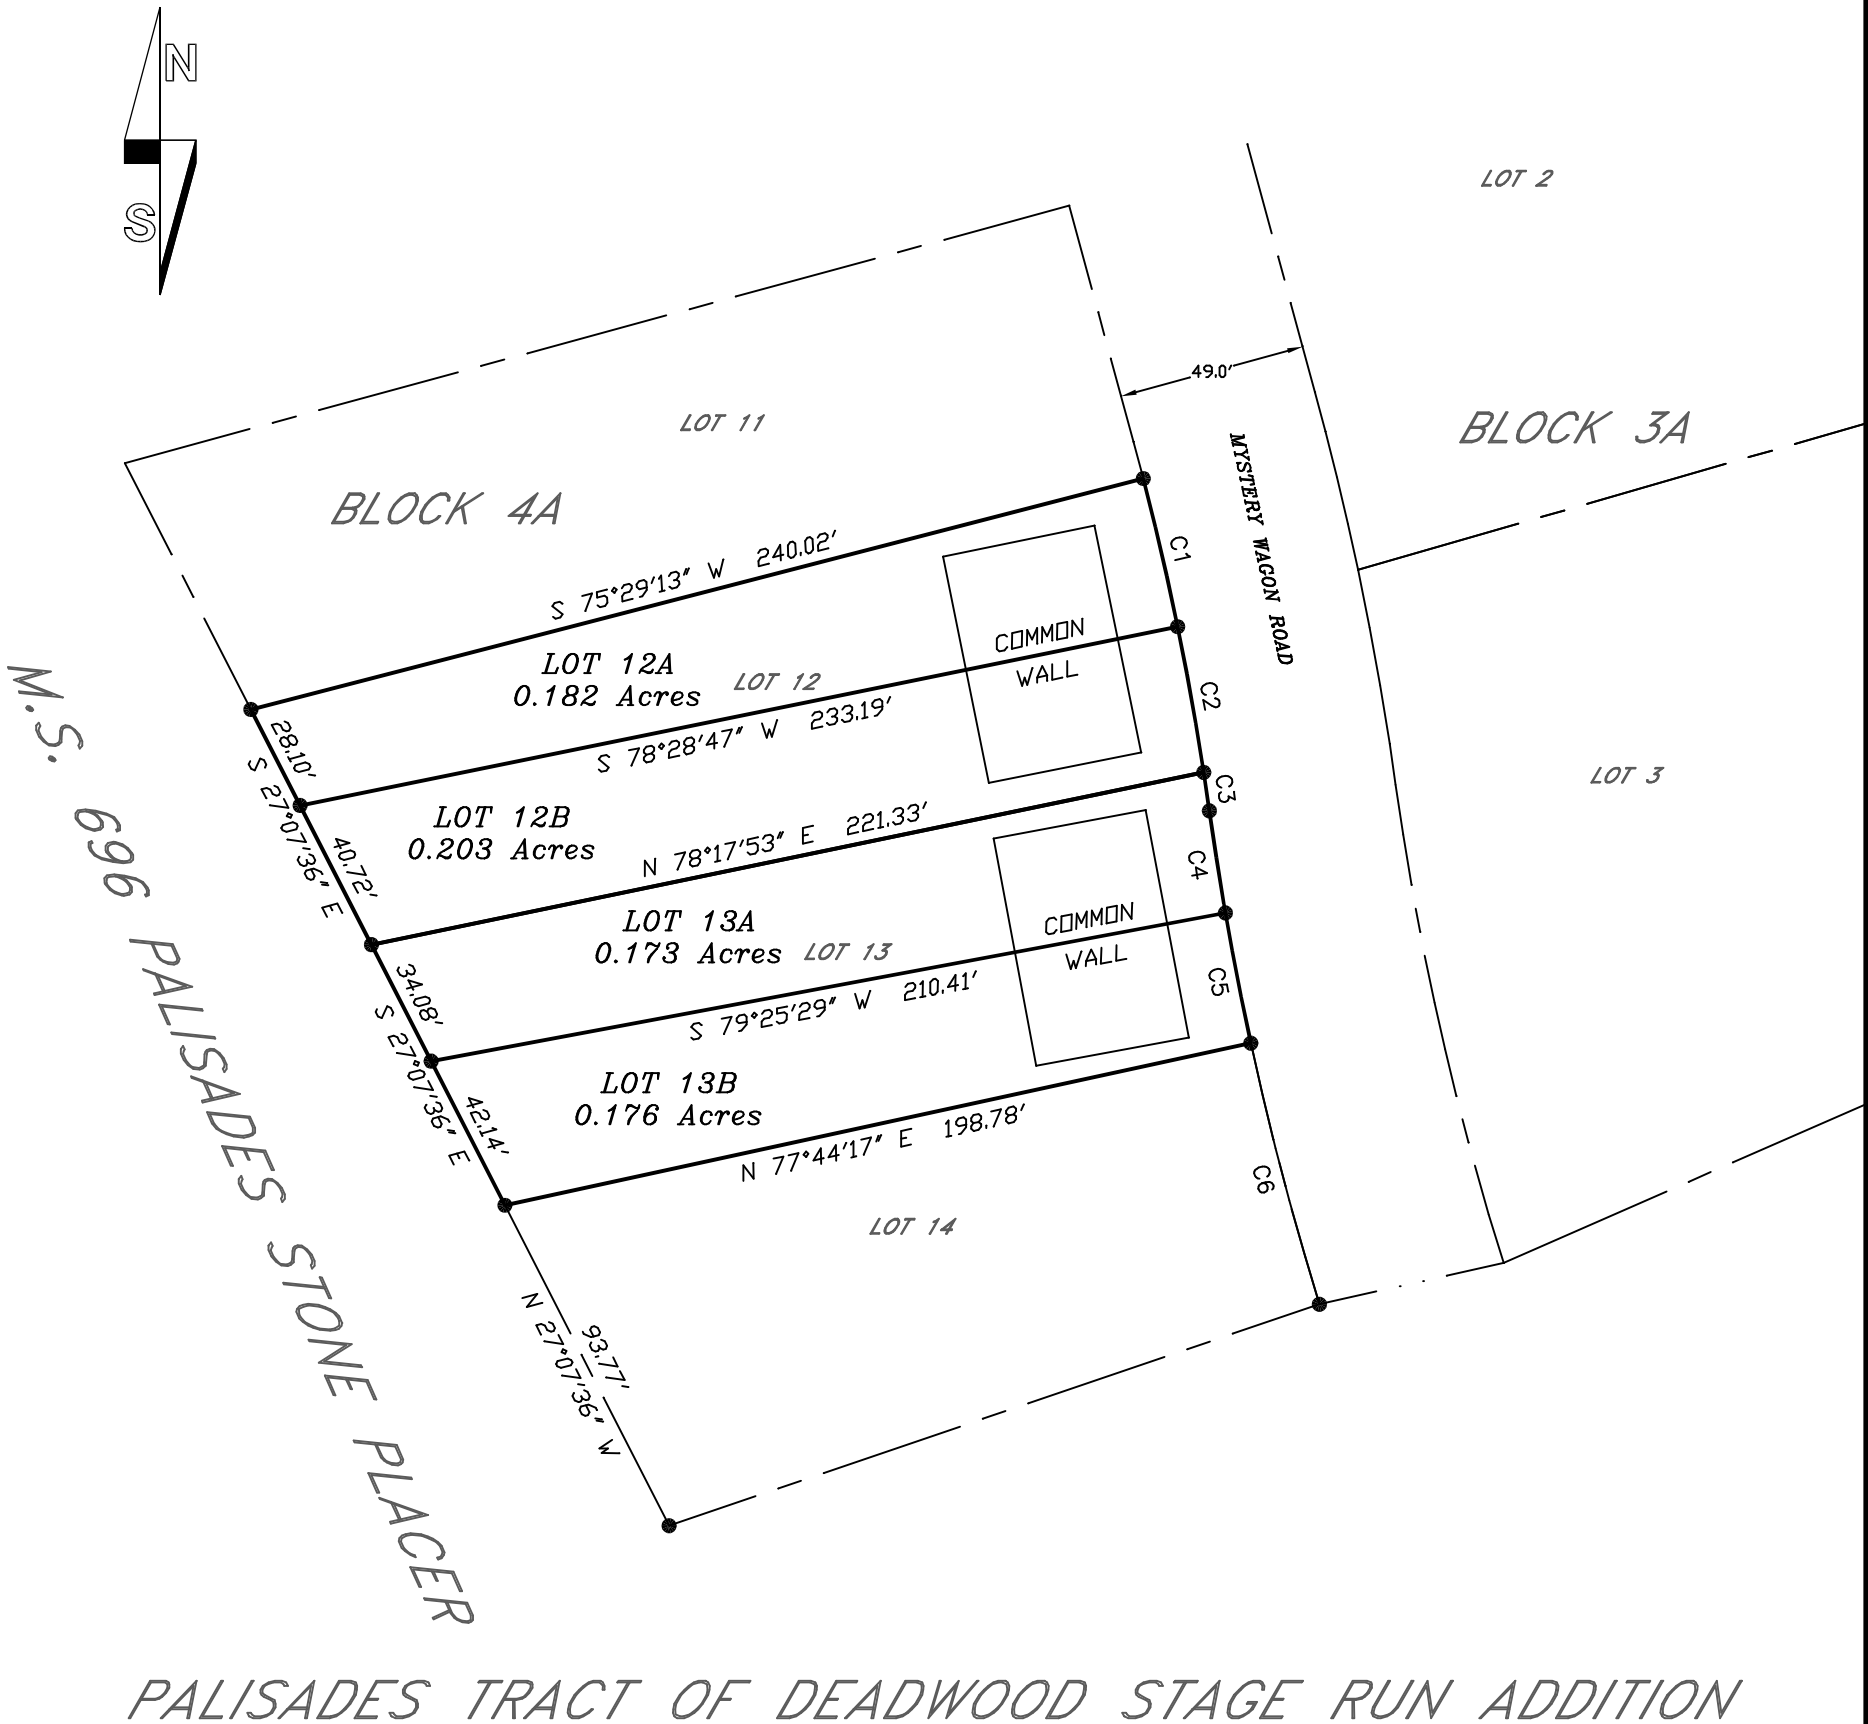 N
S
LOT 2
49.0'
LOT 11
BLOCK 3A
BLOCK 4A
MYSTERY WAGON ROAD
S 75°29'13" W 240.02'
C1
COMMON
WALL
LOT 12A
0.182 Acres
LOT 12
S 78°28'47" W 233.19'
C2
28.10'
S 27°07'36" E
40.72'
LOT 3
C3
LOT 12B
0.203 Acres
N 78°17'53" E 221.33'
C4
LOT 13A
0.173 Acres
LOT 13
COMMON
WALL
S 79°25'29" W 210.41'
C5
34.08'
S 27°07'36" E
42.14'
LOT 13B
0.176 Acres
N 77°44'17" E 198.78'
C6
LOT 14
93.77'
N 27°07'36" W
M.S. 696 PALISADES STONE PLACER
PALISADES TRACT OF DEADWOOD STAGE RUN ADDITION